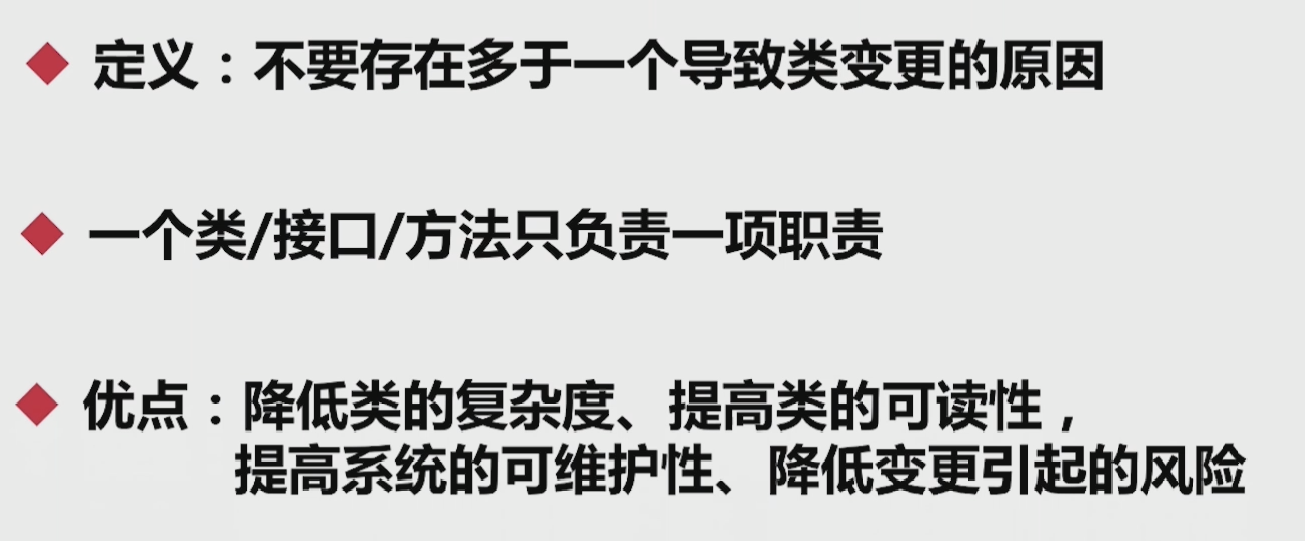 定义：不要存在多于一个导致类变更的原因
一个类/接口/方法只负责一项职责
优点：降低类的复杂度、提高类的可读性，
提高系统的可维护性、降低变更引起的风险